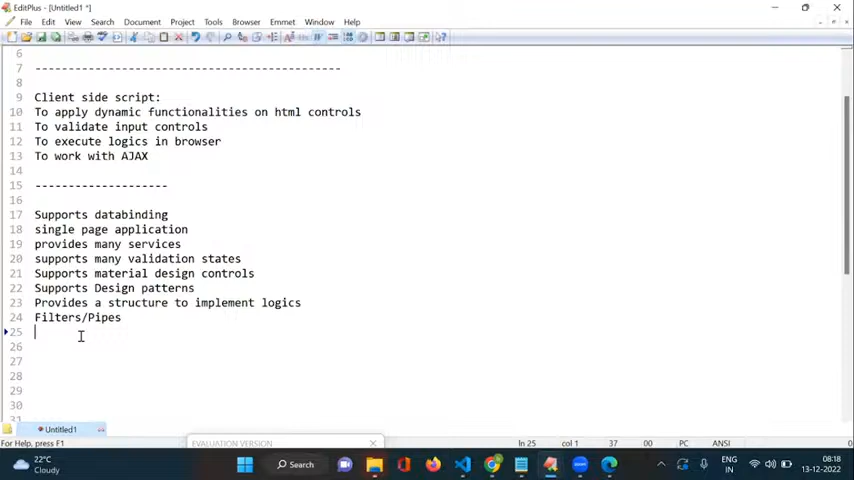 EditPlus - [Untitled1 *]
File Edit View Search Document Project Tools Browser Emmet Window Help
6
7 ----------------------------------------------
8
9 Client side script:
10 To apply dynamic functionalities on html controls
11 To validate input controls
12 To execute logics in browser
13 To work with AJAX
14
15 --------------------
16
17 Supports databinding
18 single page application
19 provides many services
20 supports many validation states
21 Supports material design controls
22 Supports Design patterns
23 Provides a structure to implement logics
24 Filters/Pipes
25
26
27
28
29
30
31
Untitled1
For Help, press F1 EVALUATION VERSION ln 25 col 1 37 00 PC ANSI
22°C
Cloudy
Search
ENG
IN
08:18
13-12-2022